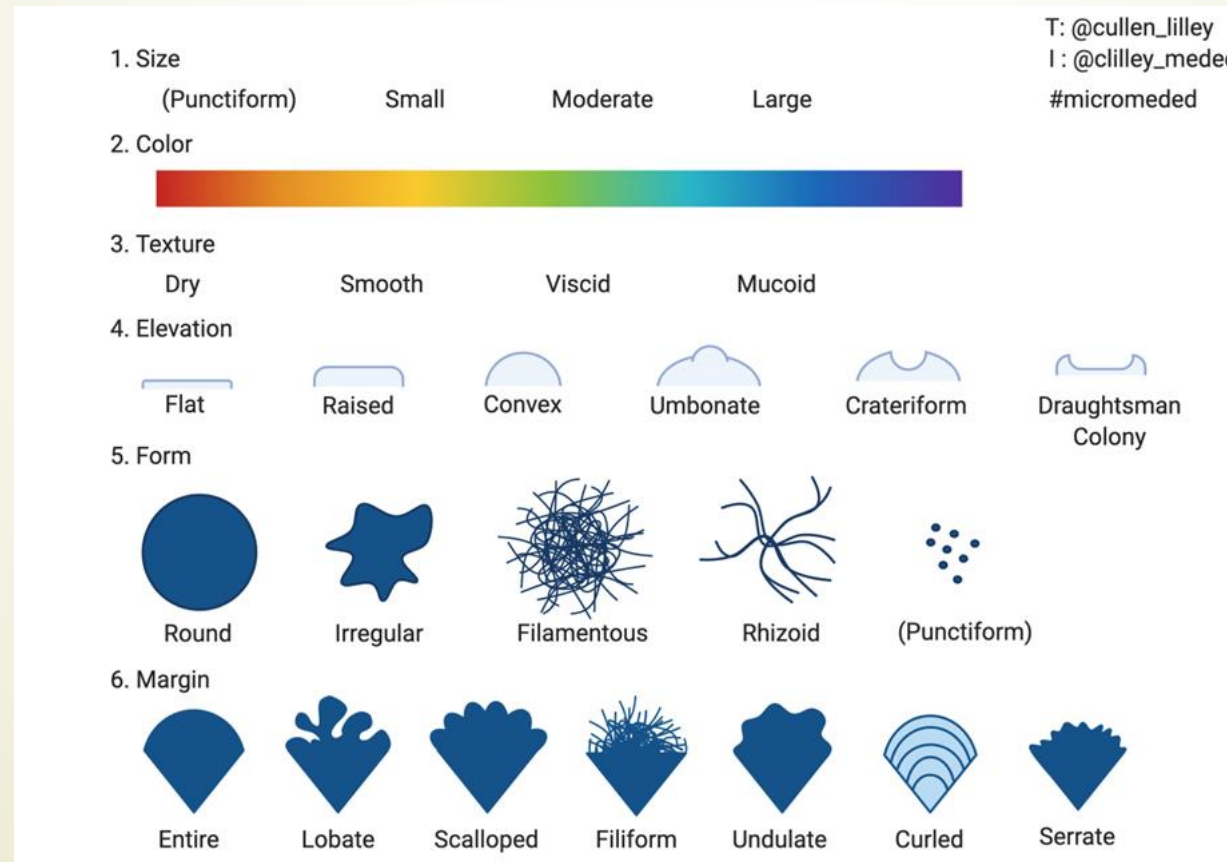 T: @cullen_lilley
I : @clilley_meded
#micromeded
1. Size
(Punctiform) Small Moderate Large
2. Color
3. Texture
Dry Smooth Viscid Mucoid
4. Elevation
Flat Raised Convex Umbonate Crateriform Draughtsman
Colony
5. Form
Round Irregular Filamentous Rhizoid (Punctiform)
6. Margin
Entire Lobate Scalloped Filiform Undulate Curled Serrate